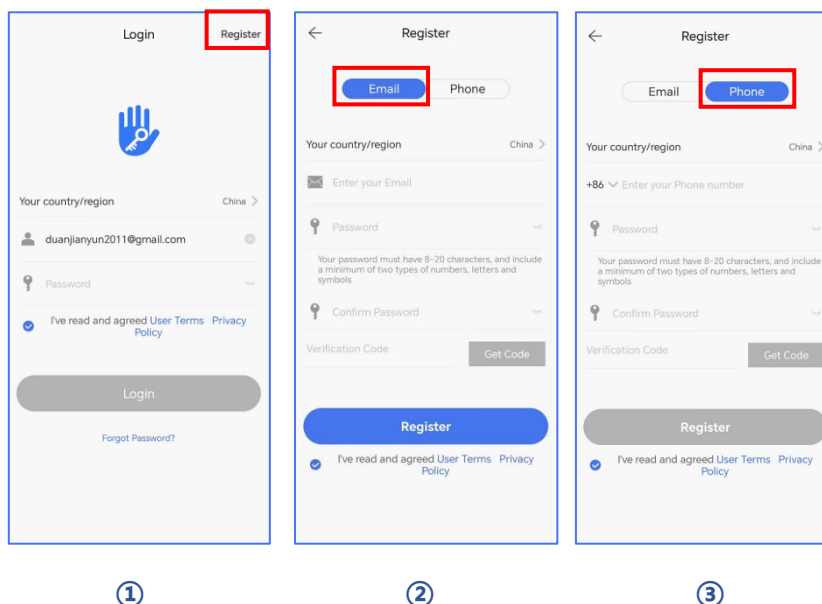 Login
Register
Your country/region
China >
duanjianyun2011@gmail.com
Password
I've read and agreed User Terms Privacy
Policy
Login
Forgot Password?
①
Register
Email
Phone
Your country/region
China >
Enter your Email
Password
Your password must have 8-20 characters, and include
a minimum of two types of numbers, letters and
symbols
Confirm Password
Verification Code
Get Code
Register
I've read and agreed User Terms Privacy
Policy
②
Register
Email
Phone
Your country/region
China >
+86
Enter your Phone number
Password
Your password must have 8-20 characters, and include
a minimum of two types of numbers, letters and
symbols
Confirm Password
Verification Code
Get Code
Register
I've read and agreed User Terms Privacy
Policy
③